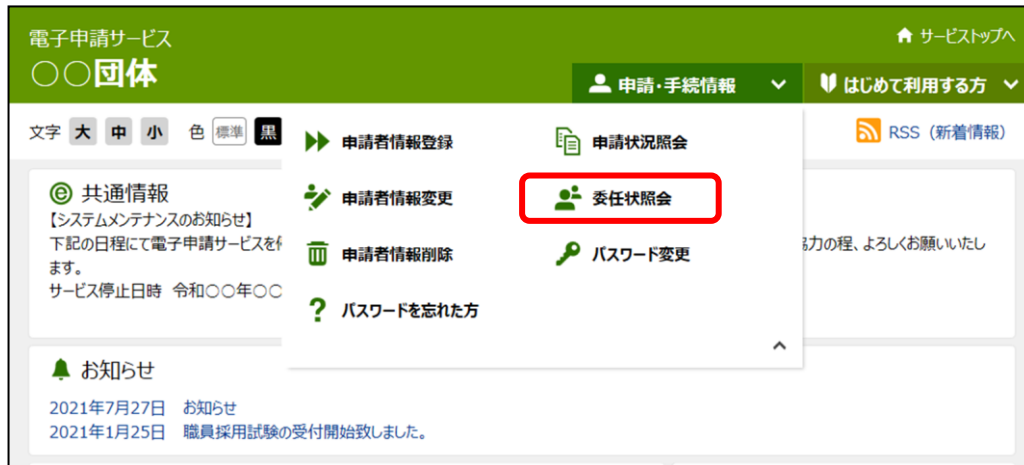 電子申請サービス
○○団体
サービストップへ
申請・手続情報
はじめて利用する方
文字 大 中 小 色 標準 黒
RSS（新着情報）
申請者情報登録
申請状況照会
申請者情報変更
委任状照会
申請者情報削除
パスワード変更
パスワードを忘れた方
共通情報
【システムメンテナンスのお知らせ】
下記の日程にて電子申請サービスを
力の程、よろしくお願いいたし
ます。
サービス停止日時 令和○○年○○
お知らせ
2021年7月27日 お知らせ
2021年1月25日 職員採用試験の受付開始致しました。